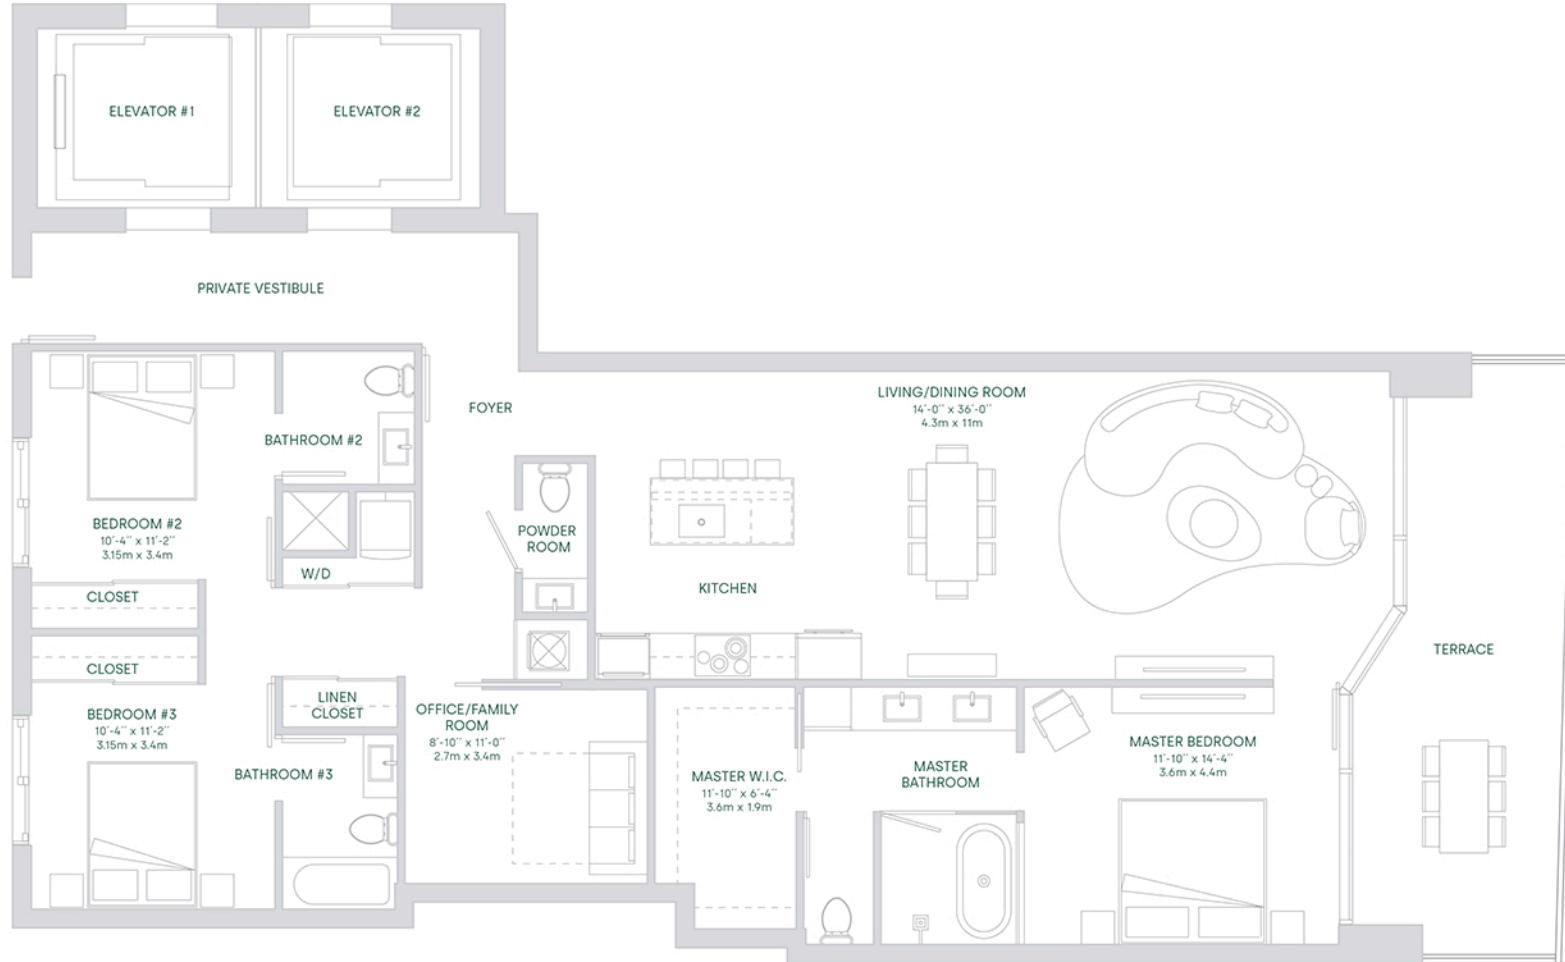 ELEVATOR #1
ELEVATOR #2
PRIVATE VESTIBULE
FOYER
LIVING/DINING ROOM
14'-0'' x 36'-0''
4.3m x 11m
BATHROOM #2
BEDROOM #2
10'-4'' x 11'-2''
3.15m x 3.4m
POWDER
ROOM
W/D
KITCHEN
CLOSET
CLOSET
TERRACE
LINEN
CLOSET
BEDROOM #3
10'-4'' x 11'-2''
3.15m x 3.4m
OFFICE/FAMILY
ROOM
8'-10'' x 11'-0''
2.7m x 3.4m
BATHROOM #3
MASTER W.I.C.
11'-10'' x 6'-4''
3.6m x 1.9m
MASTER
BATHROOM
MASTER BEDROOM
11'-10'' x 14'-4''
3.6m x 4.4m